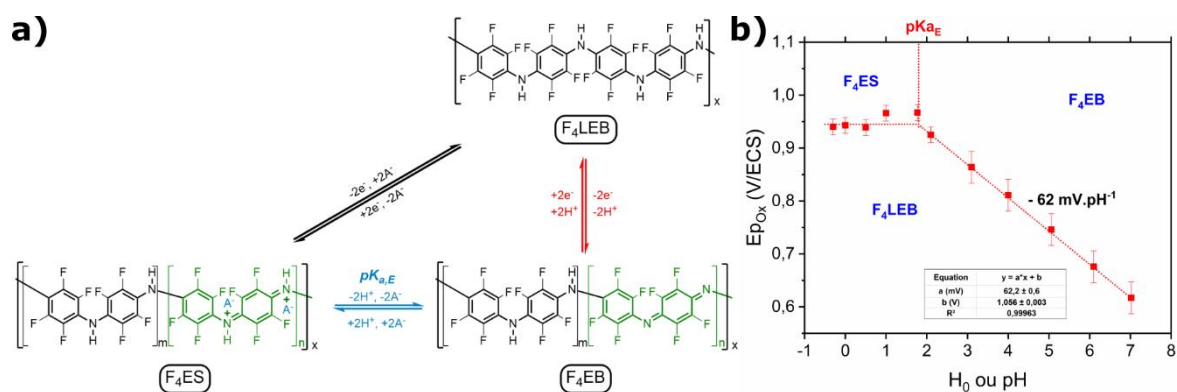 a)
H H
F F F F F F F F
F F F F F F F F
H H
x
F₄LEB
-2e⁻, +2A⁻
+2e⁻, -2A⁻
+2e⁻ -2e⁻
+2H⁺ -2H⁺
F F F F H F F F F H
A⁻ + A⁻
F F F F F F F F
H + H
m n x
F₄ES
pKₐ,E
-2H⁺, -2A⁻
+2H⁺, +2A⁻
F F F F H F F F F
N N N N
F F F F F F F F
H
m n x
F₄EB
b)
pKaE
1,1
1,0
0,9
0,8
0,7
0,6
EpOx (V/ECS)
F₄ES
F₄EB
F₄LEB
- 62 mV.pH⁻¹
Equation y = a*x + b
a (mV) 62,2 ± 0,6
b (V) 1,056 ± 0,003
R² 0,99963
-1 0 1 2 3 4 5 6 7 8
H₀ ou pH